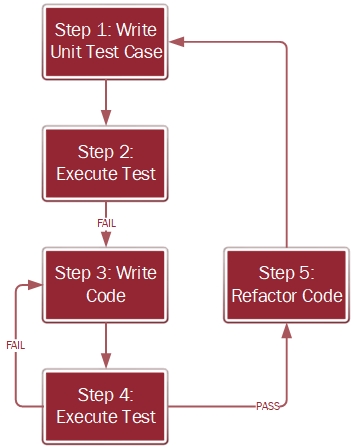 Step 1: Write
Unit Test Case
Step 2:
Execute Test
FAIL
Step 3: Write
Code
Step 5:
Refactor Code
FAIL
Step 4:
Execute Test
PASS